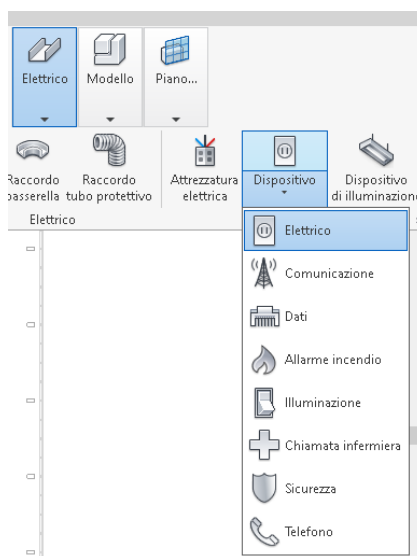 Elettrico Modello Piano...
Raccordo Raccordo Attrezzatura Dispositivo Dispositivo
passerella tubo protettivo elettrica di illuminazione
Elettrico
Elettrico
Comunicazione
Dati
Allarme incendio
Illuminazione
Chiamata infermiera
Sicurezza
Telefono